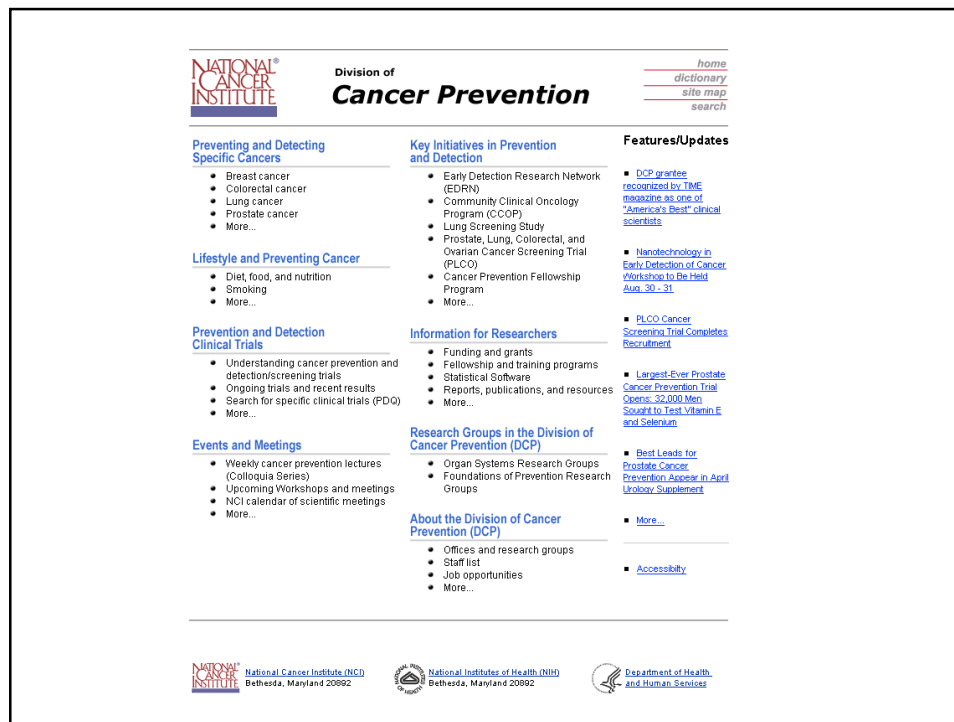 NATIONAL®
CANCER
INSTITUTE
Division of
Cancer Prevention
home
dictionary
site map
search
Preventing and Detecting
Specific Cancers
Breast cancer
Colorectal cancer
Lung cancer
Prostate cancer
More...
Lifestyle and Preventing Cancer
Diet, food, and nutrition
Smoking
More...
Prevention and Detection
Clinical Trials
Understanding cancer prevention and
detection/screening trials
Ongoing trials and recent results
Search for specific clinical trials (PDQ)
More...
Events and Meetings
Weekly cancer prevention lectures
(Colloquia Series)
Upcoming Workshops and meetings
NCI calendar of scientific meetings
More...
Key Initiatives in Prevention
and Detection
Early Detection Research Network
(EDRN)
Community Clinical Oncology
Program (CCOP)
Lung Screening Study
Prostate, Lung, Colorectal, and
Ovarian Cancer Screening Trial
(PLCO)
Cancer Prevention Fellowship
Program
More...
Information for Researchers
Funding and grants
Fellowship and training programs
Statistical Software
Reports, publications, and resources
More...
Research Groups in the Division of
Cancer Prevention (DCP)
Organ Systems Research Groups
Foundations of Prevention Research
Groups
About the Division of Cancer
Prevention (DCP)
Offices and research groups
Staff list
Job opportunities
More...
Features/Updates
DCP grantee
recognized by TIME
magazine as one of
"America's Best" clinical
scientists
Nanotechnology in
Early Detection of Cancer
Workshop to Be Held
Aug. 30 - 31
PLCO Cancer
Screening Trial Completes
Recruitment
Largest-Ever Prostate
Cancer Prevention Trial
Opens: 32,000 Men
Sought to Test Vitamin E
and Selenium
Best Leads for
Prostate Cancer
Prevention Appear in April
Urology Supplement
More...
Accessibilty
NATIONAL
CANCER
INSTITUTE
National Cancer Institute (NCI)
Bethesda, Maryland 20892
NATIONAL INSTITUTES OF HEALTH
National Institutes of Health (NIH)
Bethesda, Maryland 20892
Department of Health
and Human Services